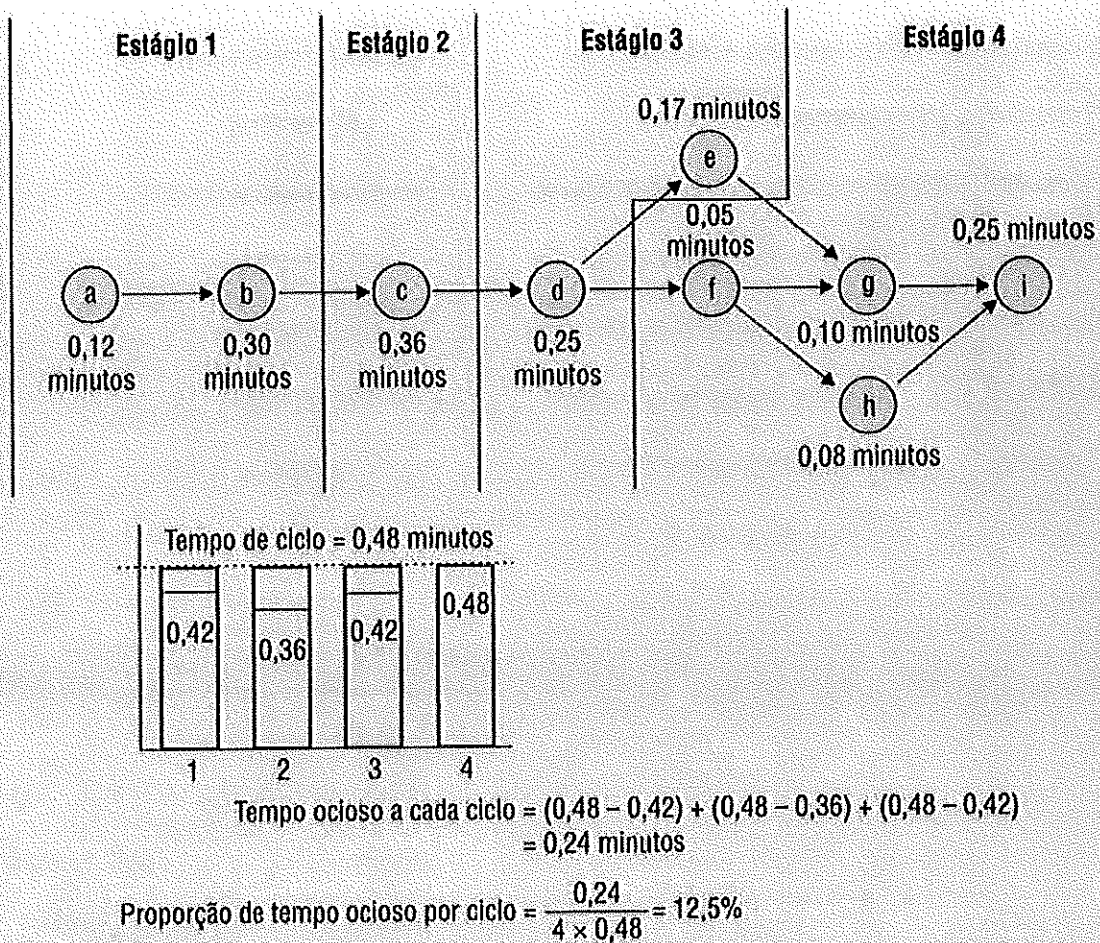 Estágio 1
Estágio 2
Estágio 3
Estágio 4
0,17 minutos
e
0,05
minutos
0,25 minutos
a
b
c
d
f
g
i
0,12
minutos
0,30
minutos
0,36
minutos
0,25
minutos
0,10 minutos
h
0,08 minutos
Tempo de ciclo = 0,48 minutos
0,42
0,36
0,42
0,48
1
2
3
4
Tempo ocioso a cada ciclo = (0,48 – 0,42) + (0,48 – 0,36) + (0,48 – 0,42)
= 0,24 minutos
Proporção de tempo ocioso por ciclo = 0,24 / 4 × 0,48 = 12,5%